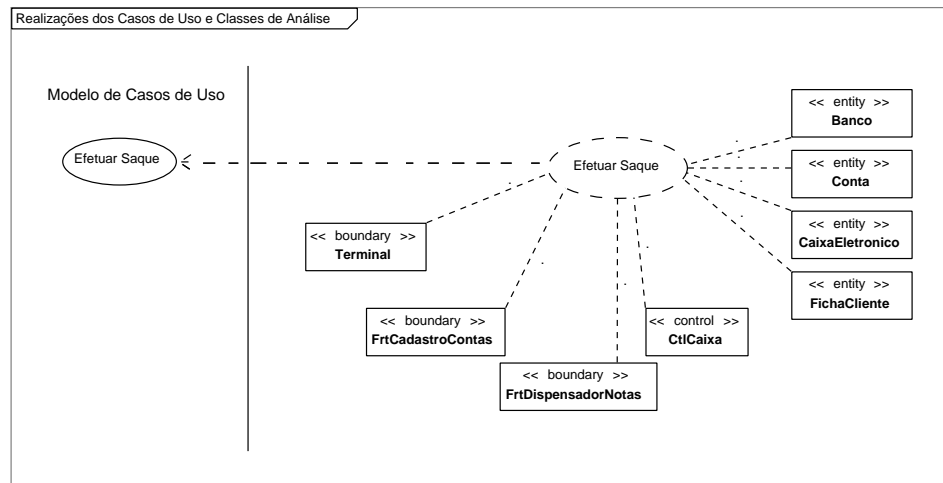 Realizações dos Casos de Uso e Classes de Análise
Modelo de Casos de Uso
Efetuar Saque
Efetuar Saque
<< entity >>
Banco
<< entity >>
Conta
<< entity >>
CaixaEletronico
<< entity >>
FichaCliente
<< boundary >>
Terminal
<< boundary >>
FrtCadastroContas
<< control >>
CtlCaixa
<< boundary >>
FrtDispensadorNotas